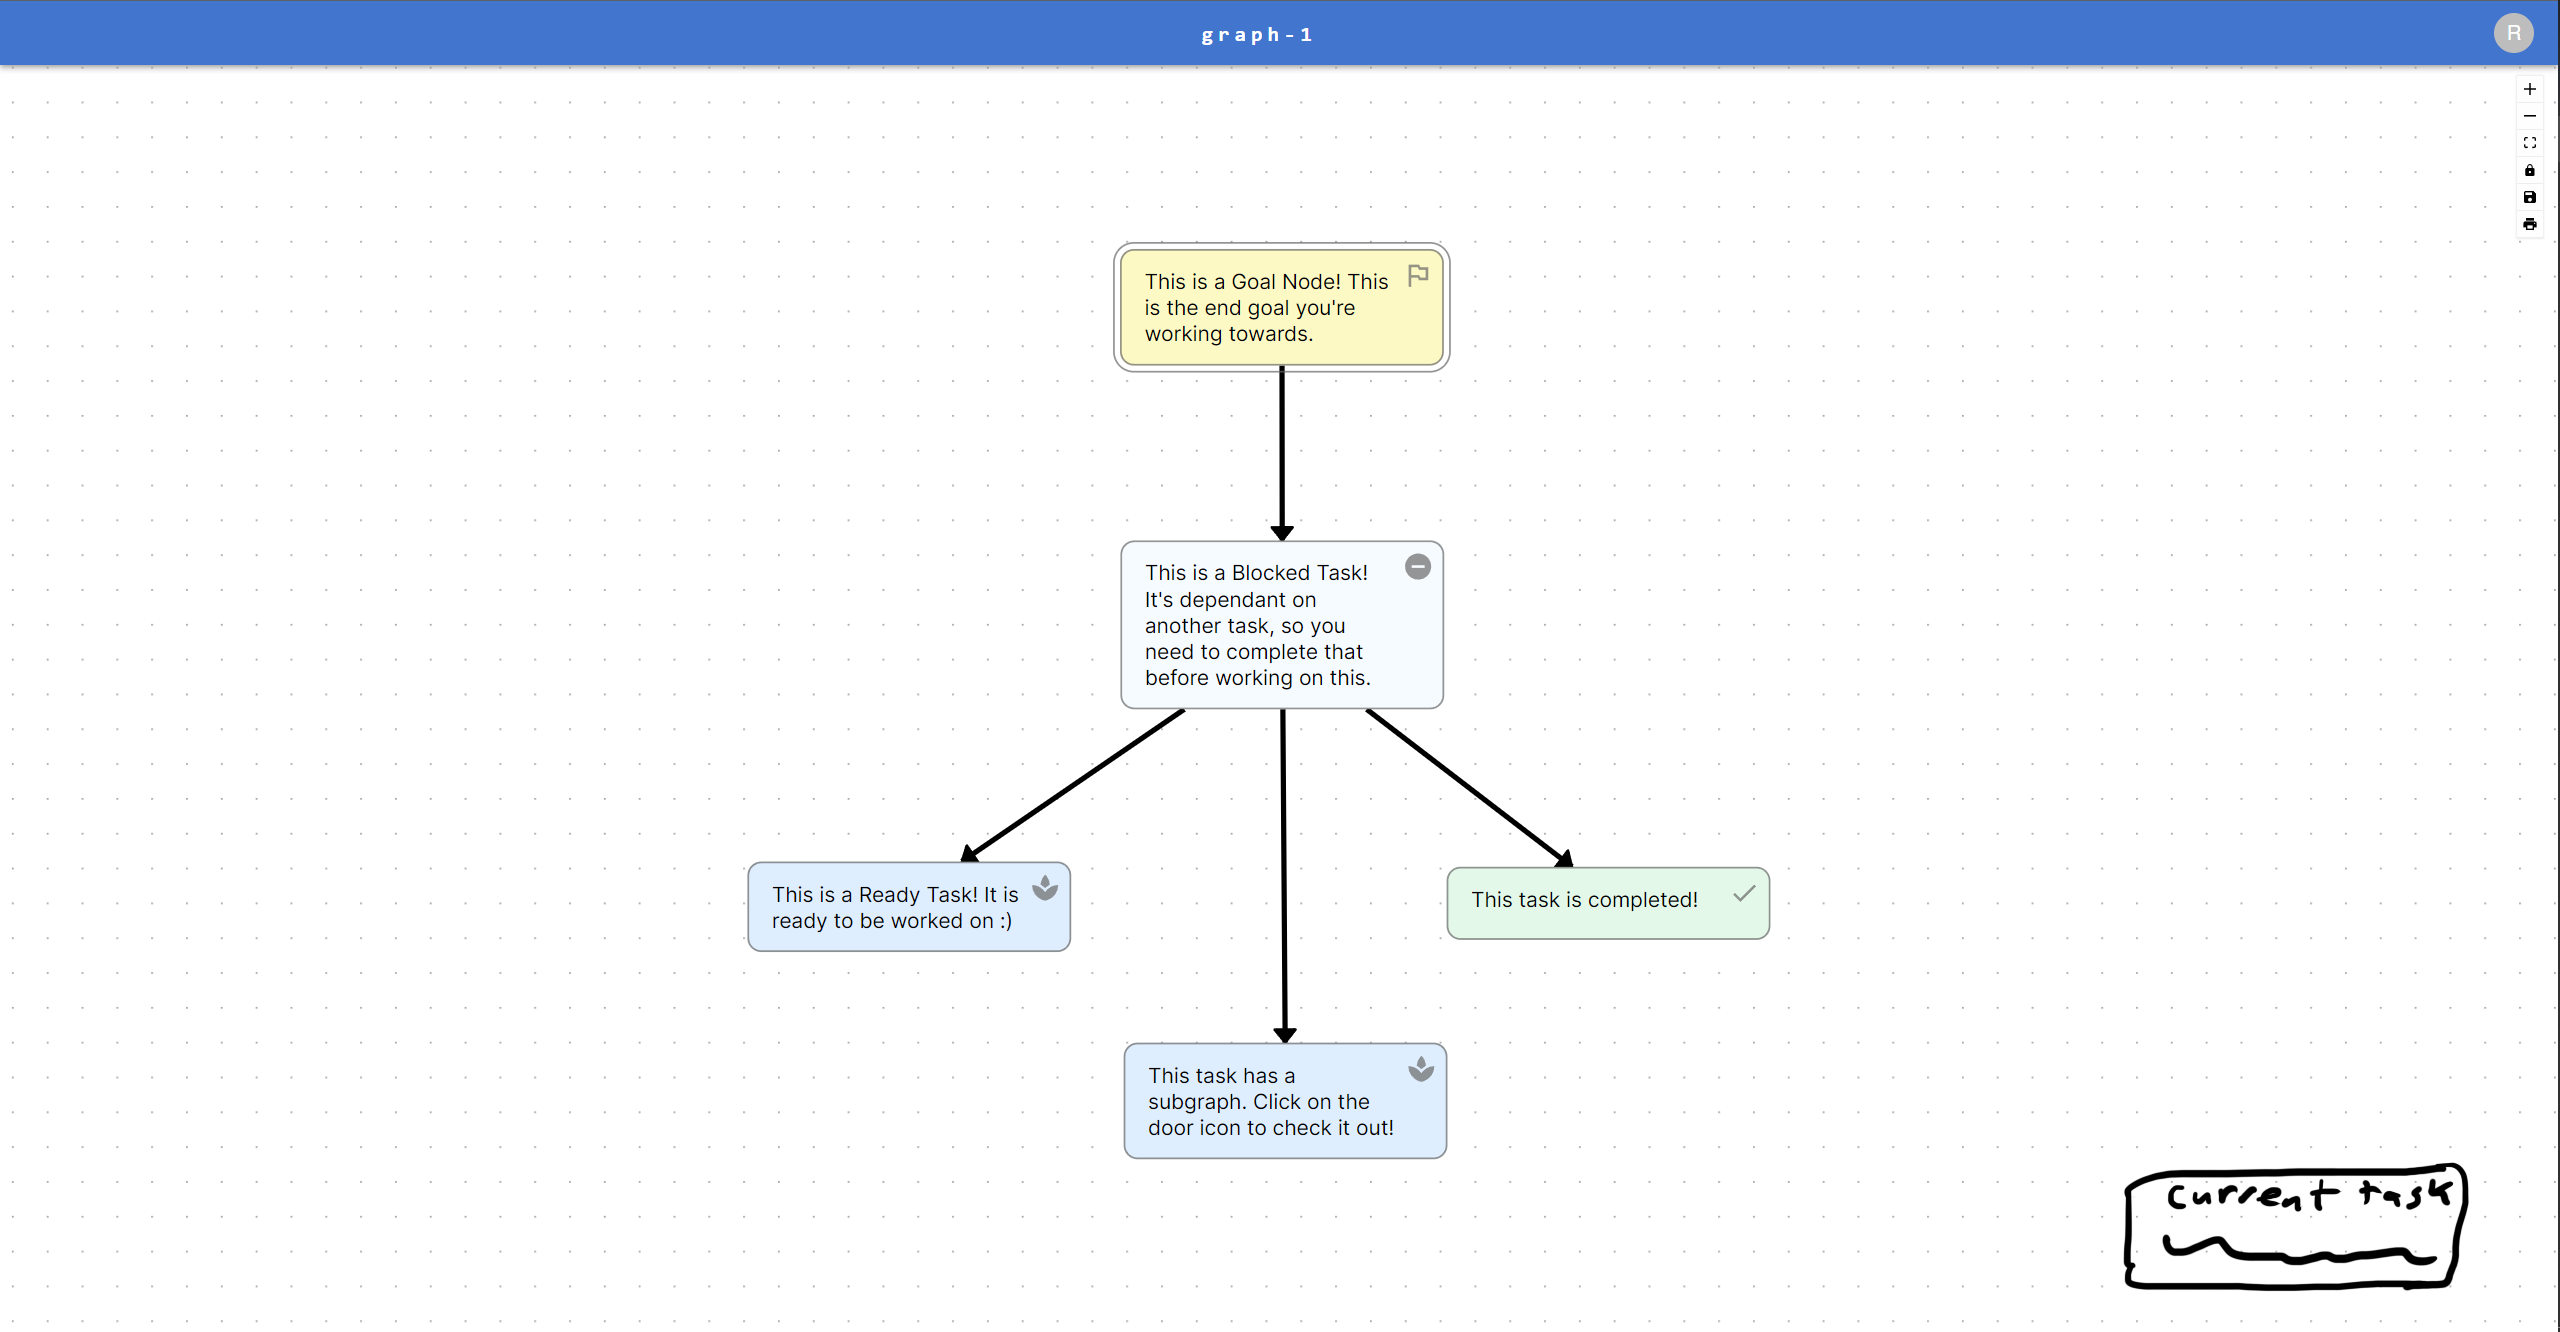 graph-1
R
This is a Goal Node! This
is the end goal you're
working towards.
This is a Blocked Task!
It's dependant on
another task, so you
need to complete that
before working on this.
This is a Ready Task! It is
ready to be worked on :)
This task is completed!
This task has a
subgraph. Click on the
door icon to check it out!
current task